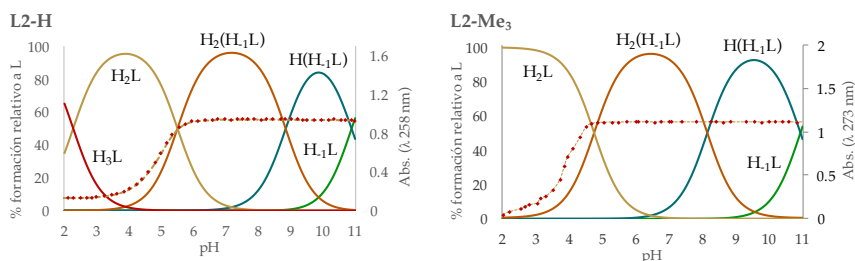 L2-H
% formación relativo a L
100
80
60
40
20
0
H₂L
H₃L
H₂(H₋₁L)
H(H₋₁L)
H₋₁L
1.6
1.2
0.8
0.4
0
Abs. (λ 258 nm)
2 3 4 5 6 7 8 9 10 11
pH
L2-Me₃
% formación relativo a L
100
80
60
40
20
0
H₂L
H₂(H₋₁L)
H(H₋₁L)
H₋₁L
2
1.5
1
0.5
0
Abs. (λ 273 nm)
2 3 4 5 6 7 8 9 10 11
pH